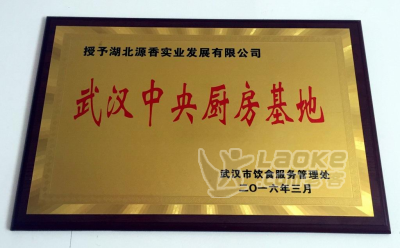 授予湖北源香实业发展有限公司
武汉中央厨房基地
武汉市饮食服务管理处
二〇一六年三月
LAOKE